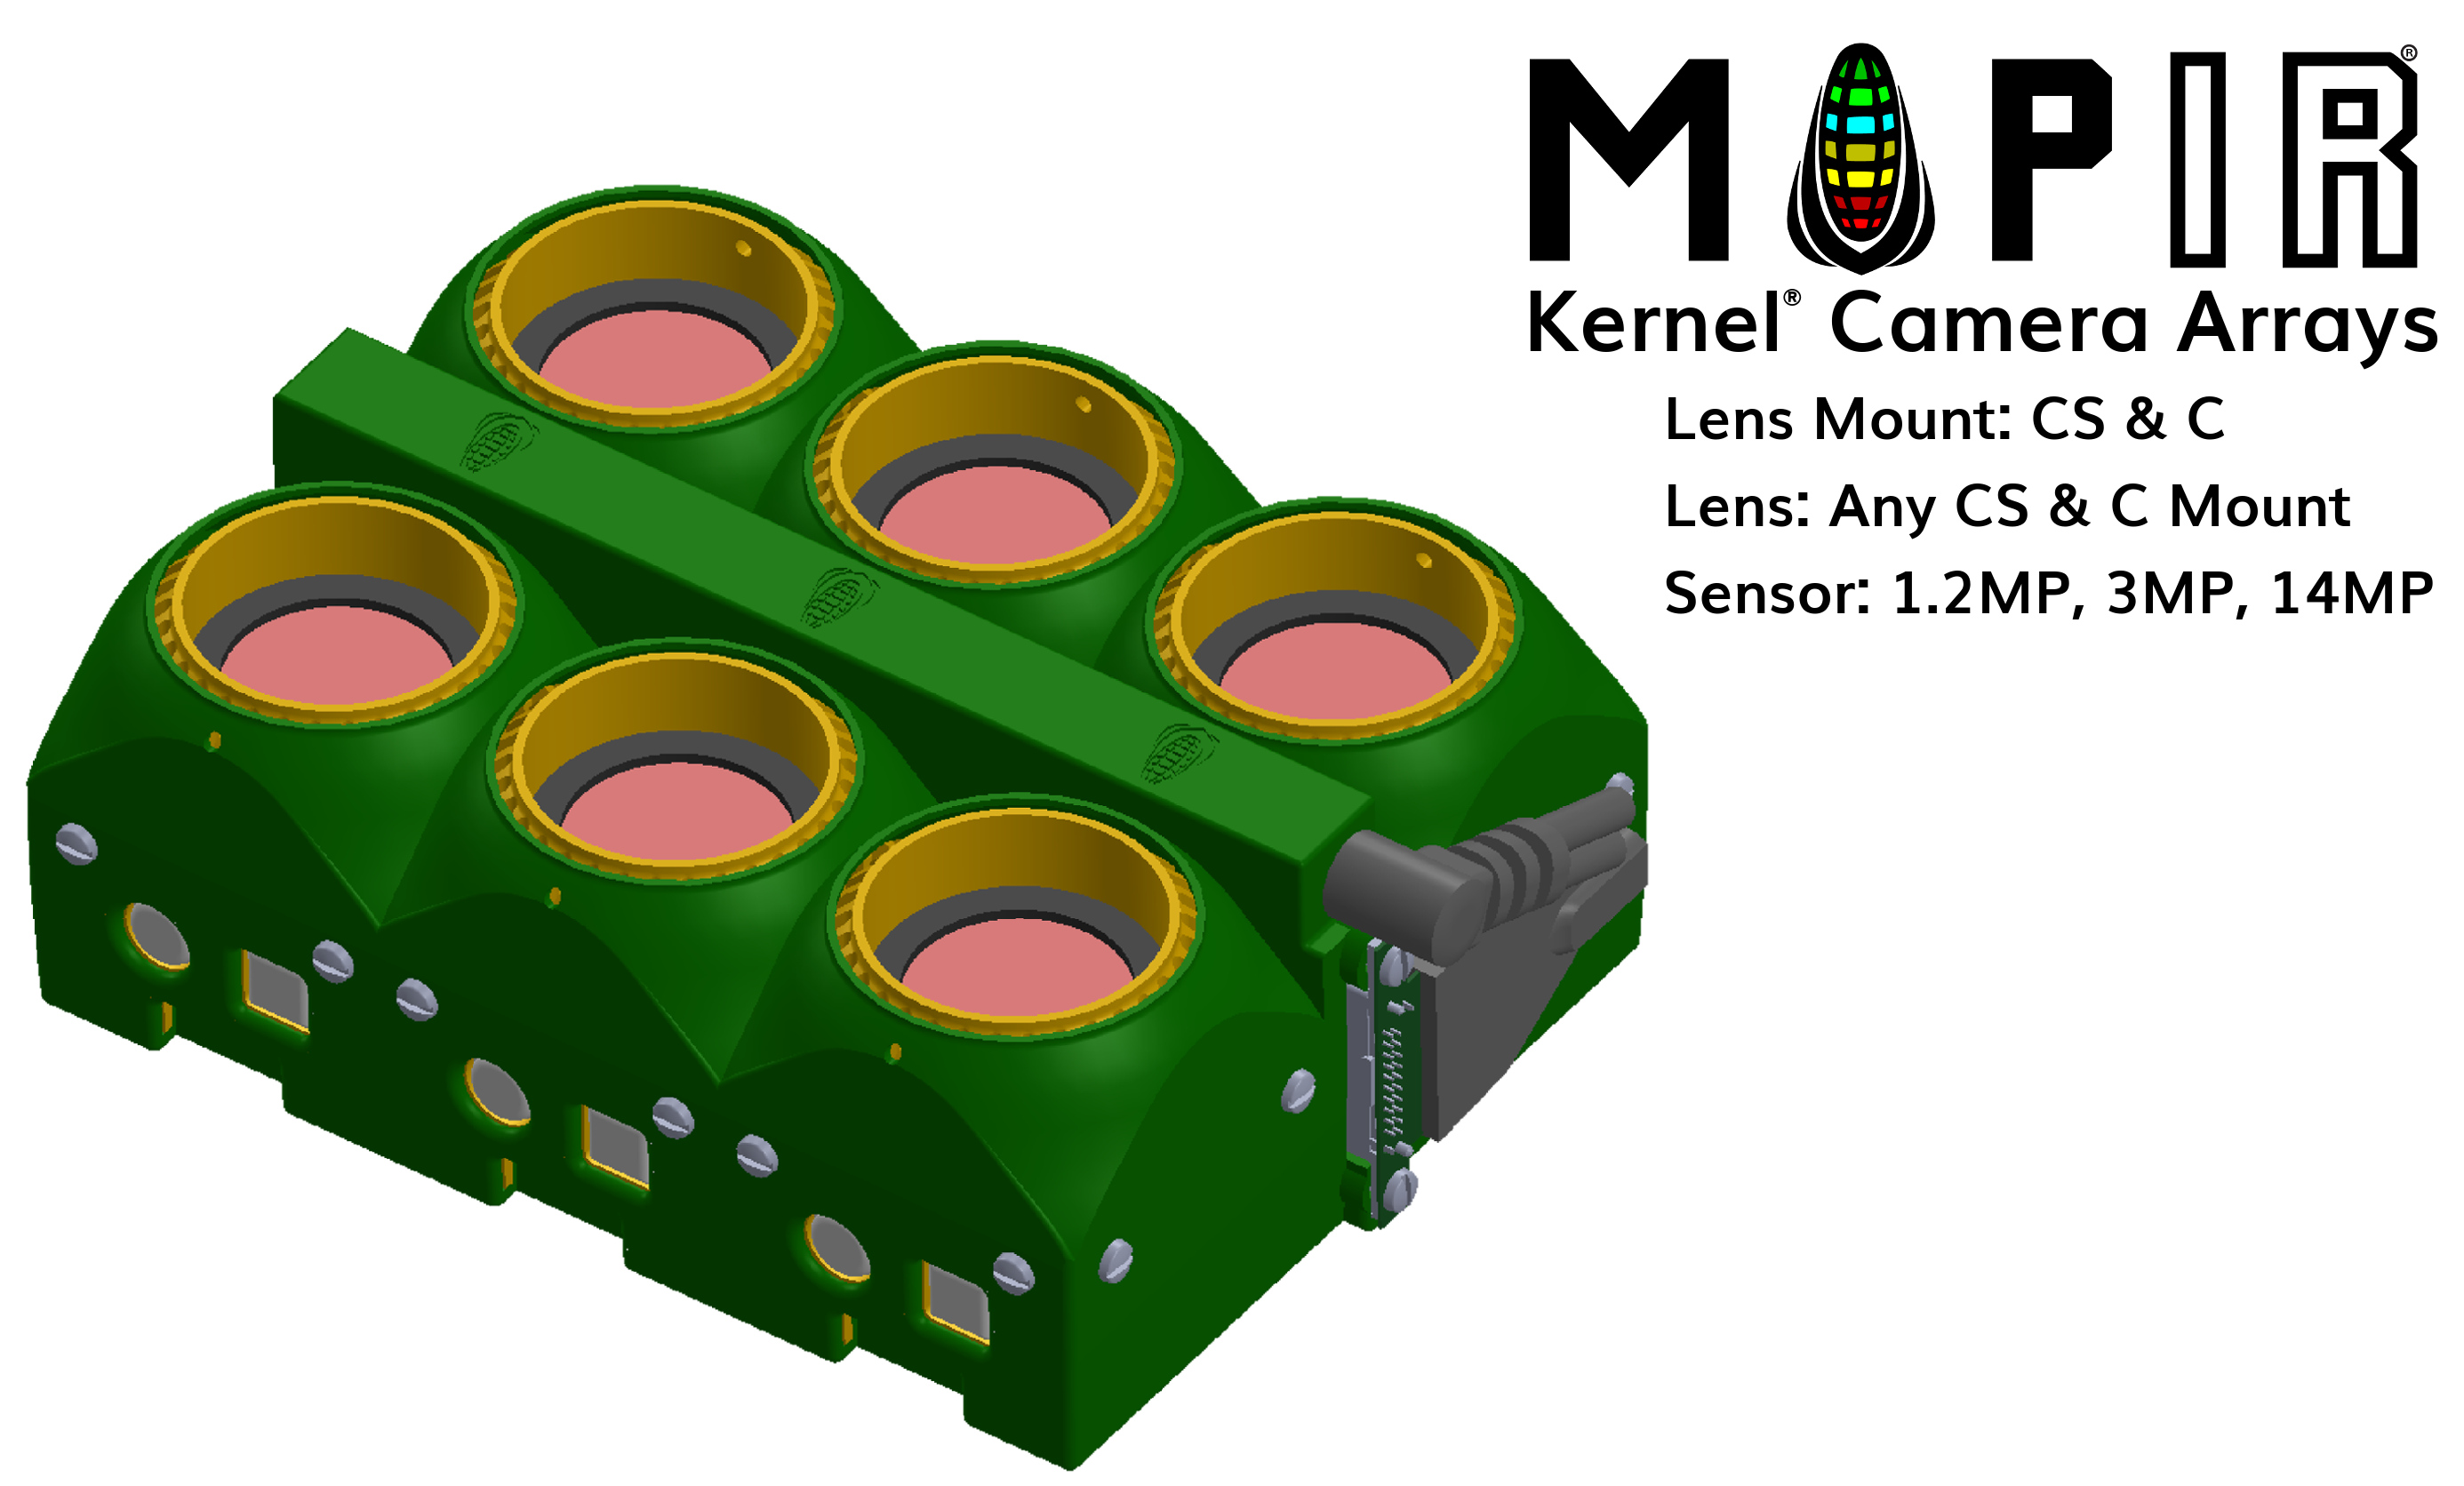 MAPIR®
Kernel® Camera Arrays
Lens Mount: CS & C
Lens: Any CS & C Mount
Sensor: 1.2MP, 3MP, 14MP